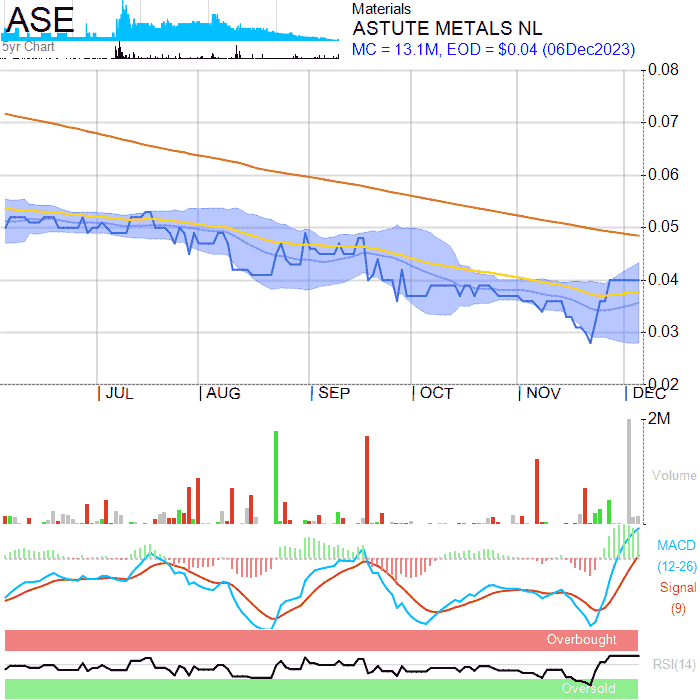 ASE
5yr Chart
Materials
ASTUTE METALS NL
MC = 13.1M, EOD = $0.04 (06Dec2023)
0.08
0.07
0.06
0.05
0.04
0.03
0.02
JUL AUG SEP OCT NOV DEC
2M
Volume
MACD
(12-26)
Signal
(9)
Overbought
RSI(14)
Oversold